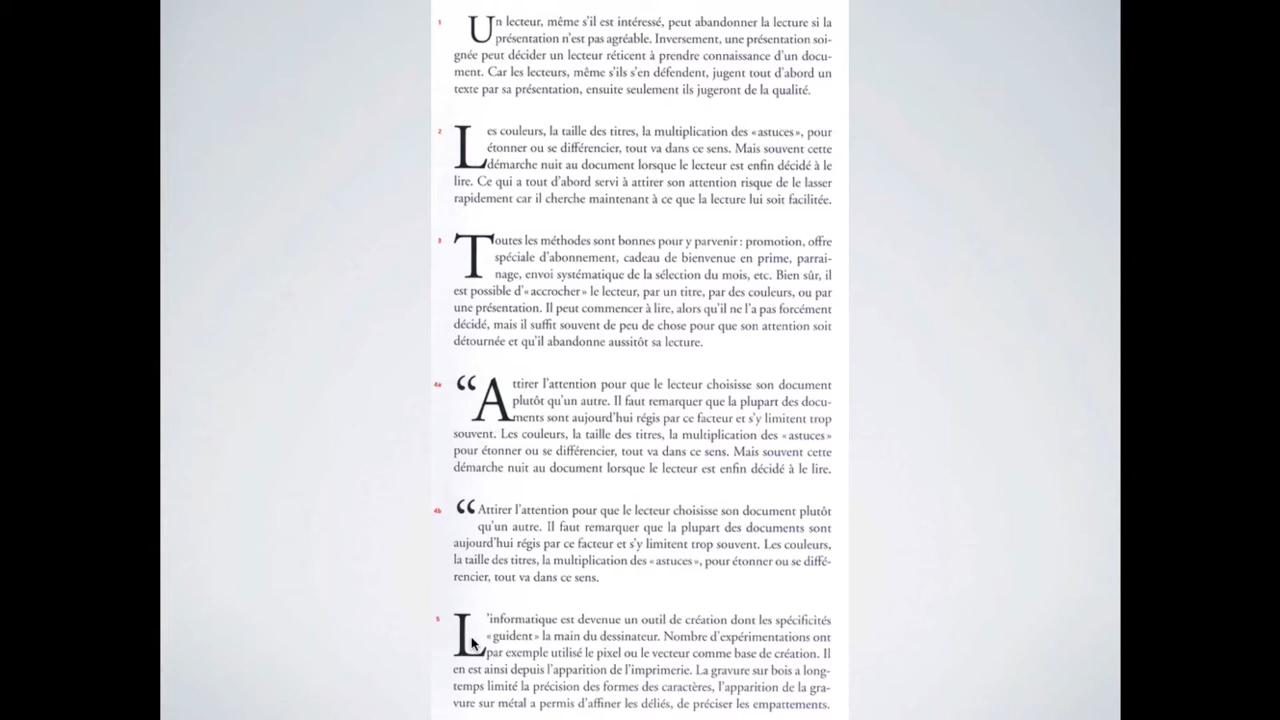 1
Un lecteur, même s'il est intéressé, peut abandonner la lecture si la
présentation n'est pas agréable. Inversement, une présentation soi-
gnée peut décider un lecteur réticent à prendre connaissance d'un docu-
ment. Car les lecteurs, même s'ils s'en défendent, jugent tout d'abord un
texte par sa présentation, ensuite seulement ils jugeront de la qualité.
2
Les couleurs, la taille des titres, la multiplication des «astuces», pour
étonner ou se différencier, tout va dans ce sens. Mais souvent cette
démarche nuit au document lorsque le lecteur est enfin décidé à le
lire. Ce qui a tout d'abord servi à attirer son attention risque de le lasser
rapidement car il cherche maintenant à ce que la lecture lui soit facilitée.
3
Toutes les méthodes sont bonnes pour y parvenir : promotion, offre
spéciale d'abonnement, cadeau de bienvenue en prime, parrai-
nage, envoi systématique de la sélection du mois, etc. Bien sûr, il
est possible d'«accrocher» le lecteur, par un titre, par des couleurs, ou par
une présentation. Il peut commencer à lire, alors qu'il ne l'a pas forcément
décidé, mais il suffit souvent de peu de chose pour que son attention soit
détournée et qu'il abandonne aussitôt sa lecture.
4a
“Attirer l'attention pour que le lecteur choisisse son document
plutôt qu'un autre. Il faut remarquer que la plupart des docu-
ments sont aujourd'hui régis par ce facteur et s'y limitent trop
souvent. Les couleurs, la taille des titres, la multiplication des «astuces»
pour étonner ou se différencier, tout va dans ce sens. Mais souvent cette
démarche nuit au document lorsque le lecteur est enfin décidé à le lire.
4b
“Attirer l'attention pour que le lecteur choisisse son document plutôt
qu'un autre. Il faut remarquer que la plupart des documents sont
aujourd'hui régis par ce facteur et s'y limitent trop souvent. Les couleurs,
la taille des titres, la multiplication des «astuces», pour étonner ou se diffé-
rencier, tout va dans ce sens.
5
L'informatique est devenue un outil de création dont les spécificités
«guident» la main du dessinateur. Nombre d'expérimentations ont
par exemple utilisé le pixel ou le vecteur comme base de création. Il
en est ainsi depuis l'apparition de l'imprimerie. La gravure sur bois a long-
temps limité la précision des formes des caractères, l'apparition de la gra-
vure sur métal a permis d'affiner les déliés, de préciser les empattements.